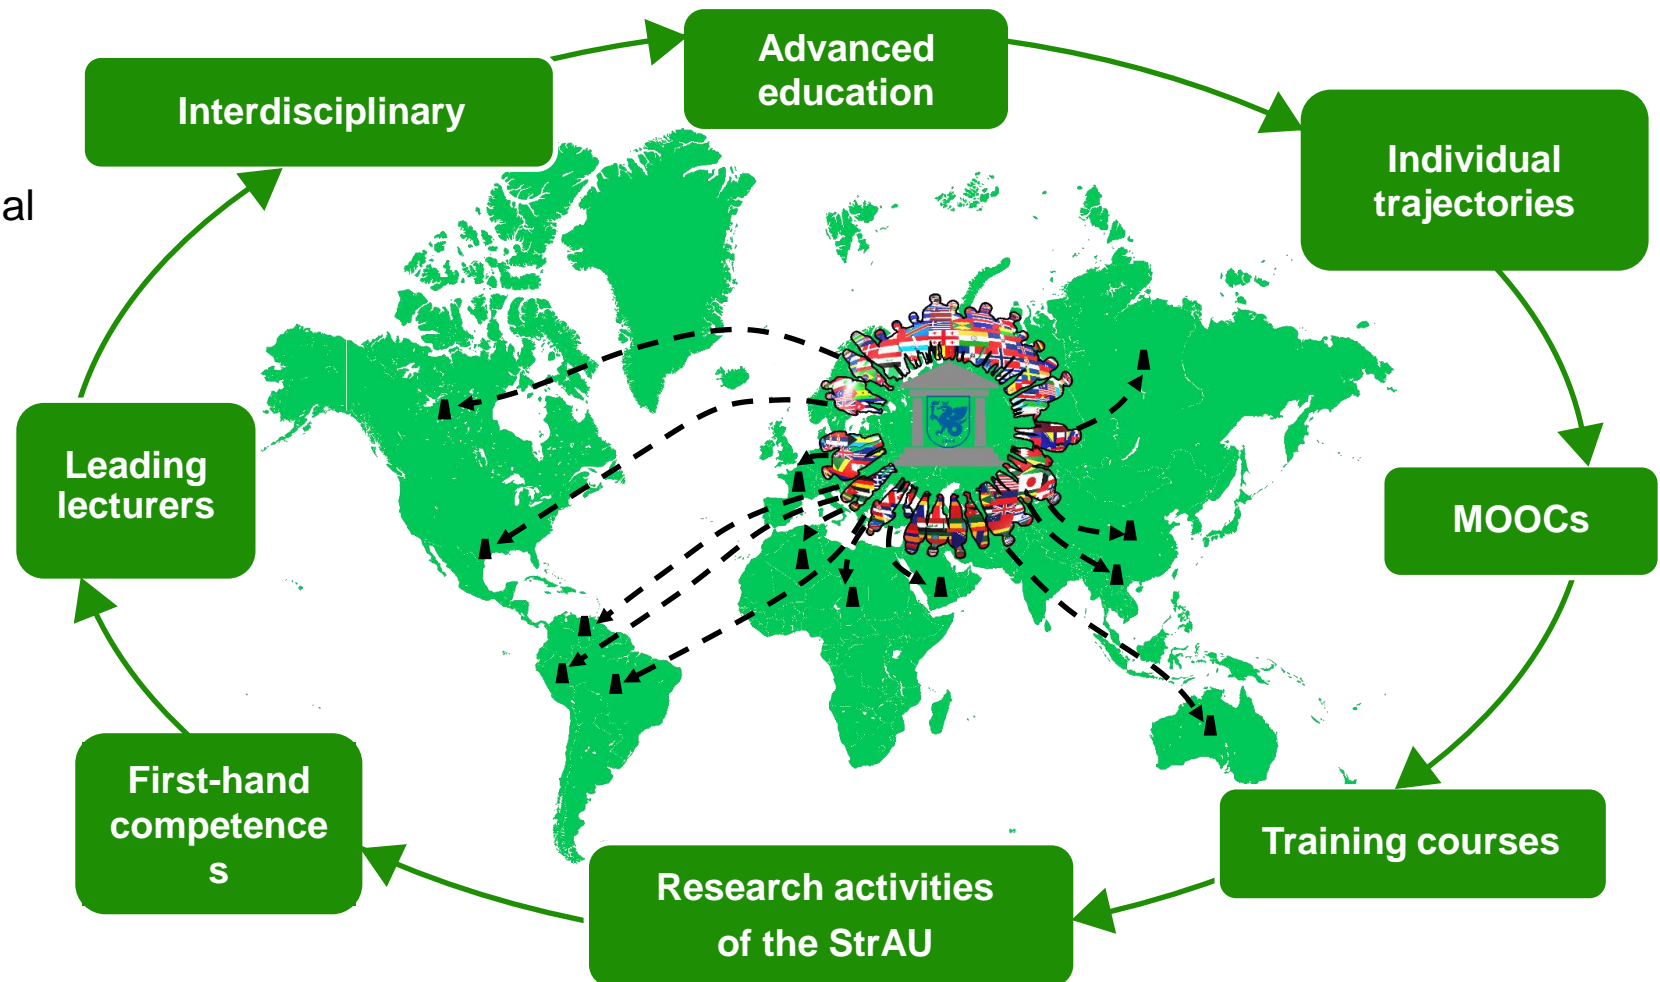 Advanced
education
Interdisciplinary
Individual
trajectories
al
Leading
lecturers
MOOCs
First-hand
competence
s
Training courses
Research activities
of the StrAU